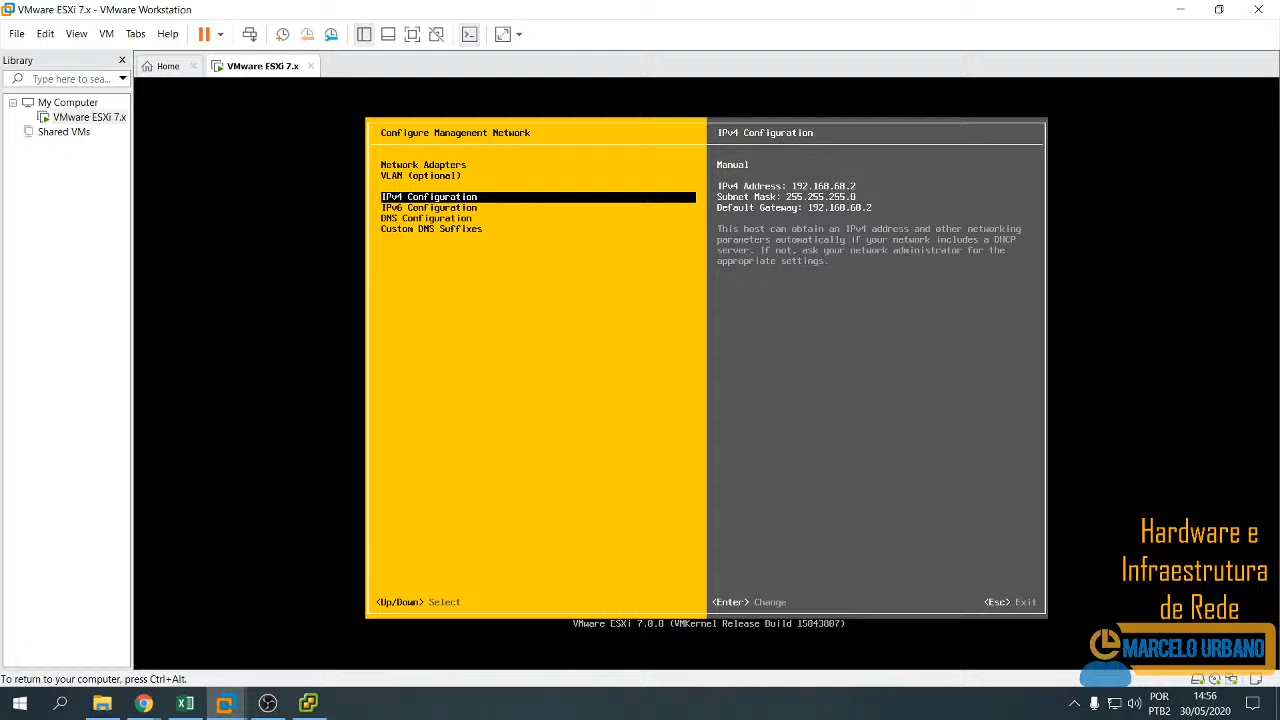 VMware ESXi 7.x - VMware Workstation
File Edit View VM Tabs Help
Library
Type here to sea...
My Computer
VMware ESXi 7.x
Shared VMs
Home
VMware ESXi 7.x
Configure Management Network
Network Adapters
VLAN (optional)
IPv4 Configuration
IPv6 Configuration
DNS Configuration
Custom DNS Suffixes
<Up/Down> Select
IPv4 Configuration
Manual
IPv4 Address: 192.168.68.2
Subnet Mask: 255.255.255.0
Default Gateway: 192.168.68.2
This host can obtain an IPv4 address and other networking
parameters automatically if your network includes a DHCP
server. If not, ask your network administrator for the
appropriate settings.
<Enter> Change
<Esc> Exit
VMware ESXi 7.0.0 (VMKernel Release Build 15843807)
Hardware e
Infraestrutura
de Rede
MARCELO URBANO
To return to your computer, press Ctrl+Alt.
POR
PTB2
14:56
30/05/2020